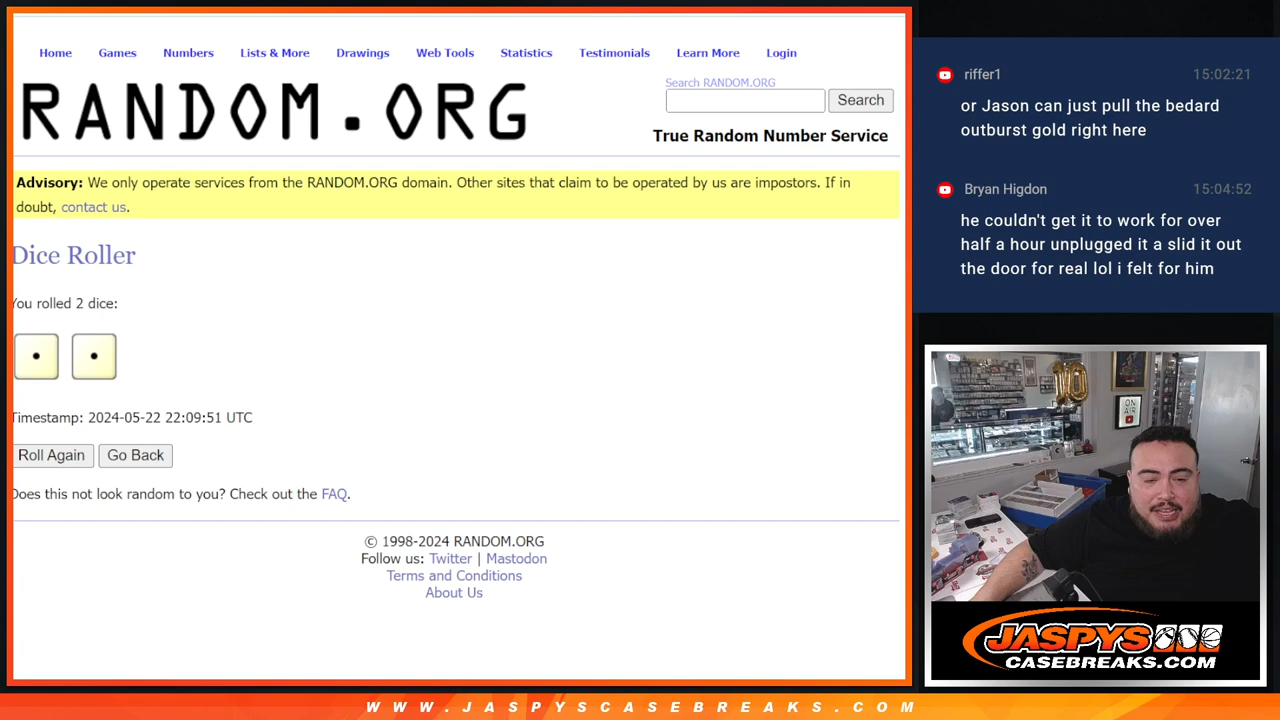 Home Games Numbers Lists & More Drawings Web Tools Statistics Testimonials Learn More Login
RANDOM.ORG
Search RANDOM.ORG
Search
True Random Number Service
Advisory: We only operate services from the RANDOM.ORG domain. Other sites that claim to be operated by us are impostors. If in
doubt, contact us.
Dice Roller
You rolled 2 dice:
Timestamp: 2024-05-22 22:09:51 UTC
Roll Again Go Back
Does this not look random to you? Check out the FAQ.
© 1998-2024 RANDOM.ORG
Follow us: Twitter | Mastodon
Terms and Conditions
About Us
riffer1 15:02:21
or Jason can just pull the bedard
outburst gold right here
Bryan Higdon 15:04:52
he couldn't get it to work for over
half a hour unplugged it a slid it out
the door for real lol i felt for him
10
ON
AIR
JASPYS
CASEBREAKS.COM
WWW.JASPYSCASEBREAKS.COM